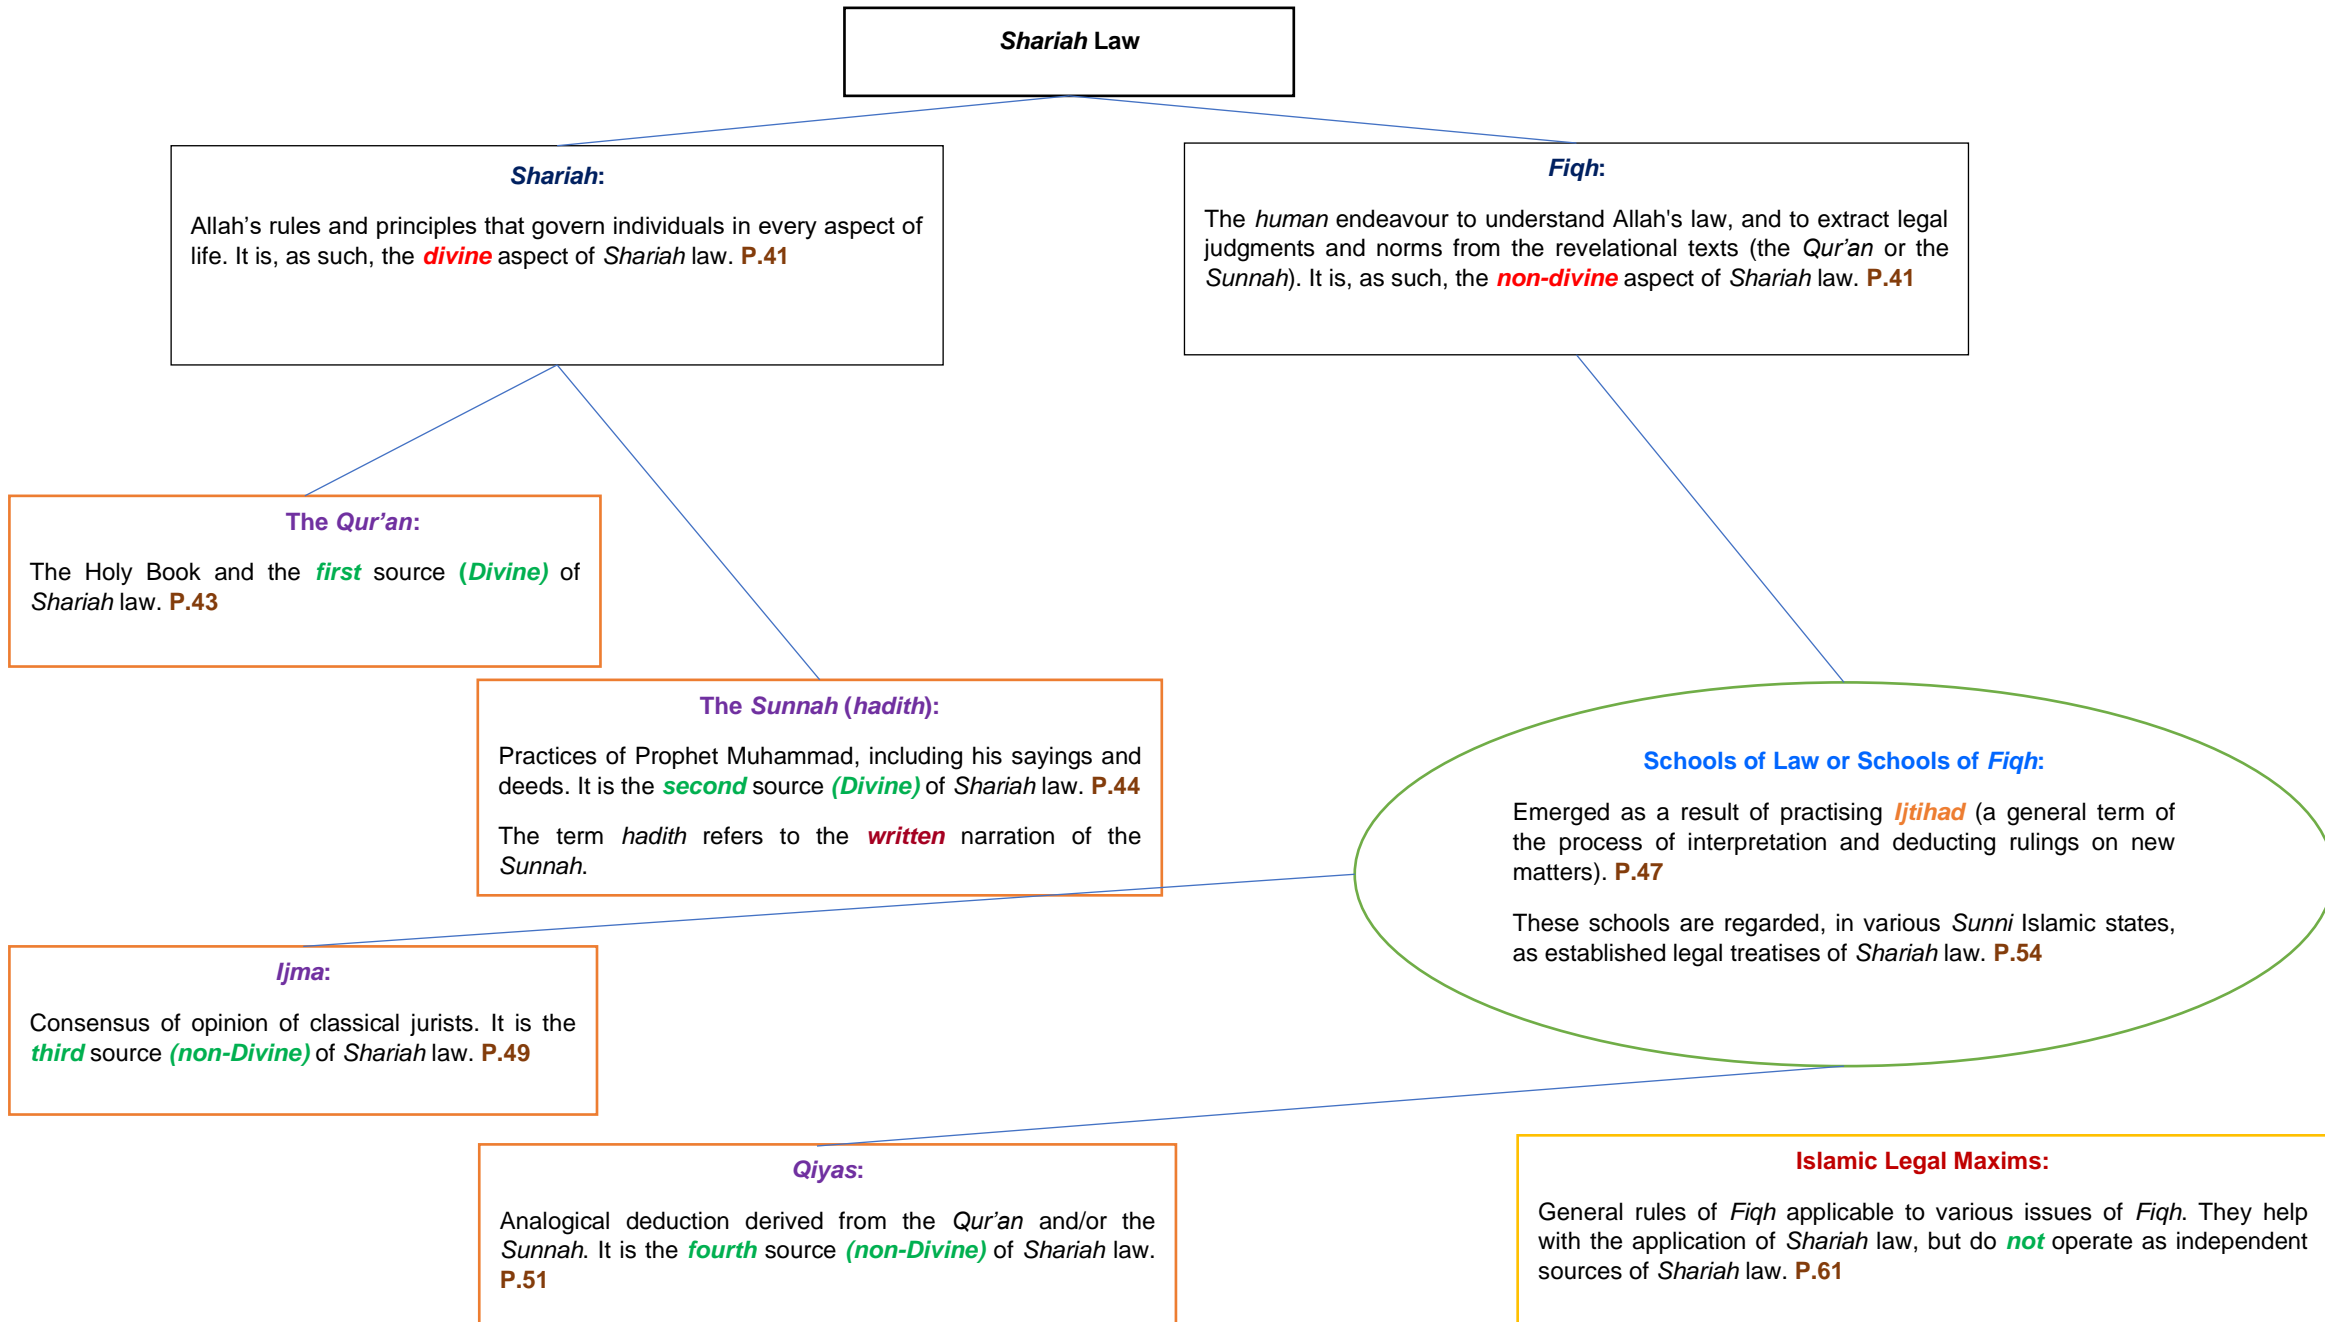 Shariah Law
Shariah:
Allah’s rules and principles that govern individuals in every aspect of
life. It is, as such, the divine aspect of Shariah law. P.41
Fiqh:
The human endeavour to understand Allah's law, and to extract legal
judgments and norms from the revelational texts (the Qur’an or the
Sunnah). It is, as such, the non-divine aspect of Shariah law. P.41
The Qur’an:
The Holy Book and the first source (Divine) of
Shariah law. P.43
The Sunnah (hadith):
Practices of Prophet Muhammad, including his sayings and
deeds. It is the second source (Divine) of Shariah law. P.44
The term hadith refers to the written narration of the
Sunnah.
Schools of Law or Schools of Fiqh:
Emerged as a result of practising Ijtihad (a general term of
the process of interpretation and deducting rulings on new
matters). P.47
These schools are regarded, in various Sunni Islamic states,
as established legal treatises of Shariah law. P.54
Ijma:
Consensus of opinion of classical jurists. It is the
third source (non-Divine) of Shariah law. P.49
Qiyas:
Analogical deduction derived from the Qur’an and/or the
Sunnah. It is the fourth source (non-Divine) of Shariah law.
P.51
Islamic Legal Maxims:
General rules of Fiqh applicable to various issues of Fiqh. They help
with the application of Shariah law, but do not operate as independent
sources of Shariah law. P.61